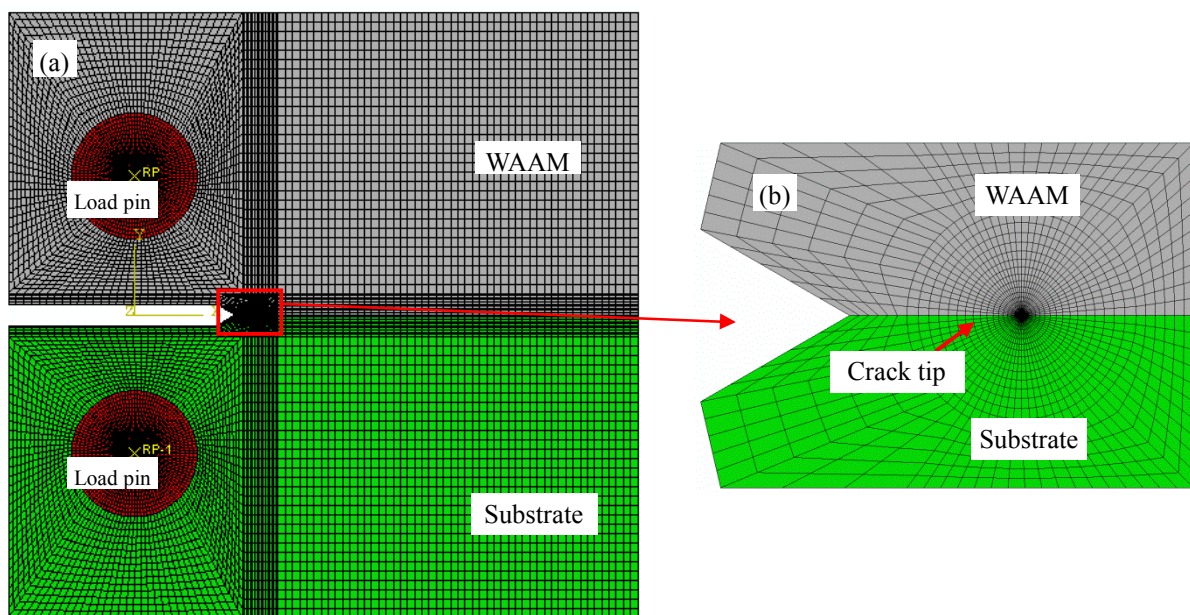 (a)
WAAM
RP
Load pin
Y
Z
X
RP-1
Load pin
Substrate
(b)
WAAM
Crack tip
Substrate